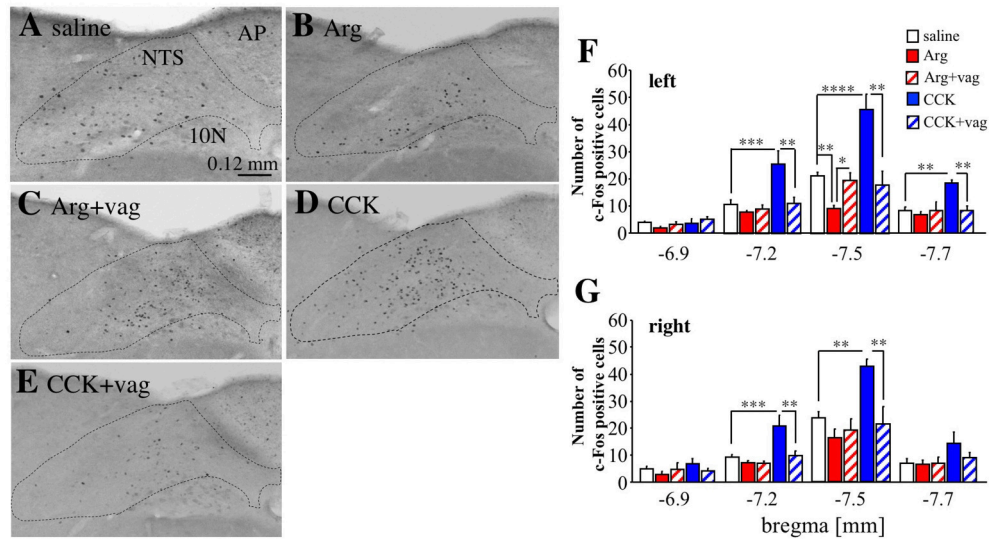 A saline
AP
NTS
10N
0.12 mm
B Arg
C Arg+vag
D CCK
E CCK+vag
F
left
saline
Arg
Arg+vag
CCK
CCK+vag
Number of
c-Fos positive cells
60
50
40
30
20
10
0
*** ** **** ** ** * ** **
-6.9 -7.2 -7.5 -7.7
G
right
Number of
c-Fos positive cells
60
50
40
30
20
10
0
*** ** ** **
-6.9 -7.2 -7.5 -7.7
bregma [mm]